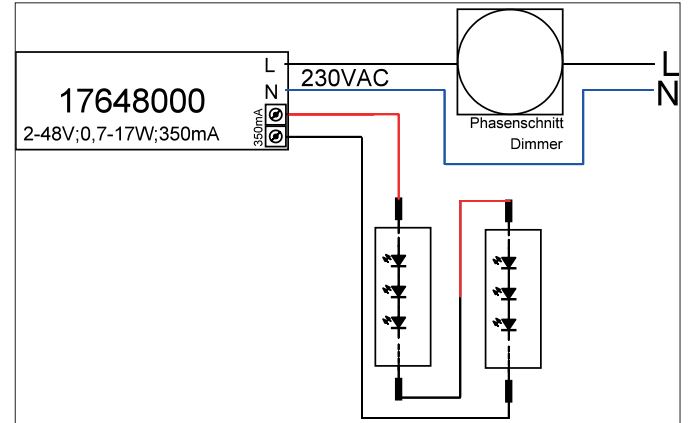 L
L
230VAC
N
N
17648000
350mA
2-48V;0,7-17W;350mA
Phasenschnitt
Dimmer